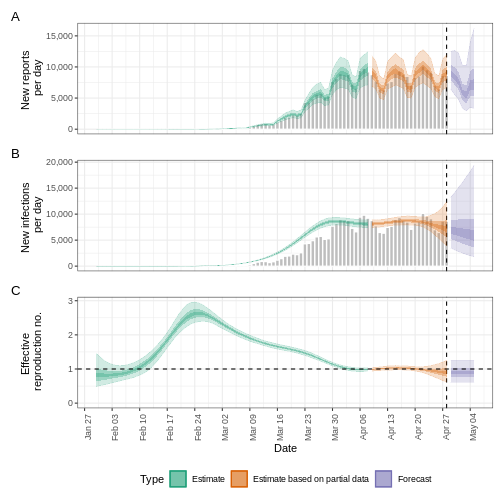 A
New reports
per day
15,000
10,000
5,000
0
B
New infections
per day
20,000
15,000
10,000
5,000
0
C
Effective
reproduction no.
3
2
1
0
Jan 27
Feb 03
Feb 10
Feb 17
Feb 24
Mar 02
Mar 09
Mar 16
Mar 23
Mar 30
Apr 06
Apr 13
Apr 20
Apr 27
May 04
Date
Type Estimate Estimate based on partial data Forecast